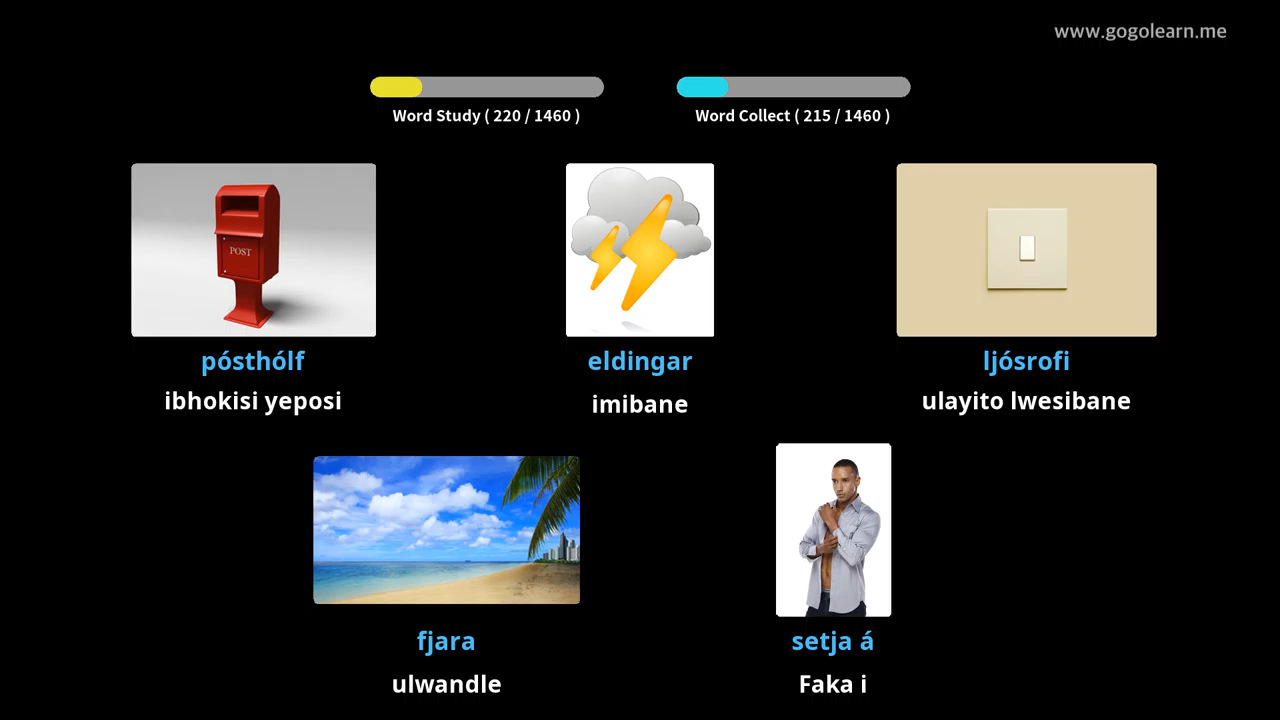 www.gogolearn.me
Word Study ( 220 / 1460 )
Word Collect ( 215 / 1460 )
POST
pósthólf
eldingar
ljósrofi
ibhokisi yeposi
imibane
ulayito lwesibane
fjara
setja á
ulwandle
Faka i